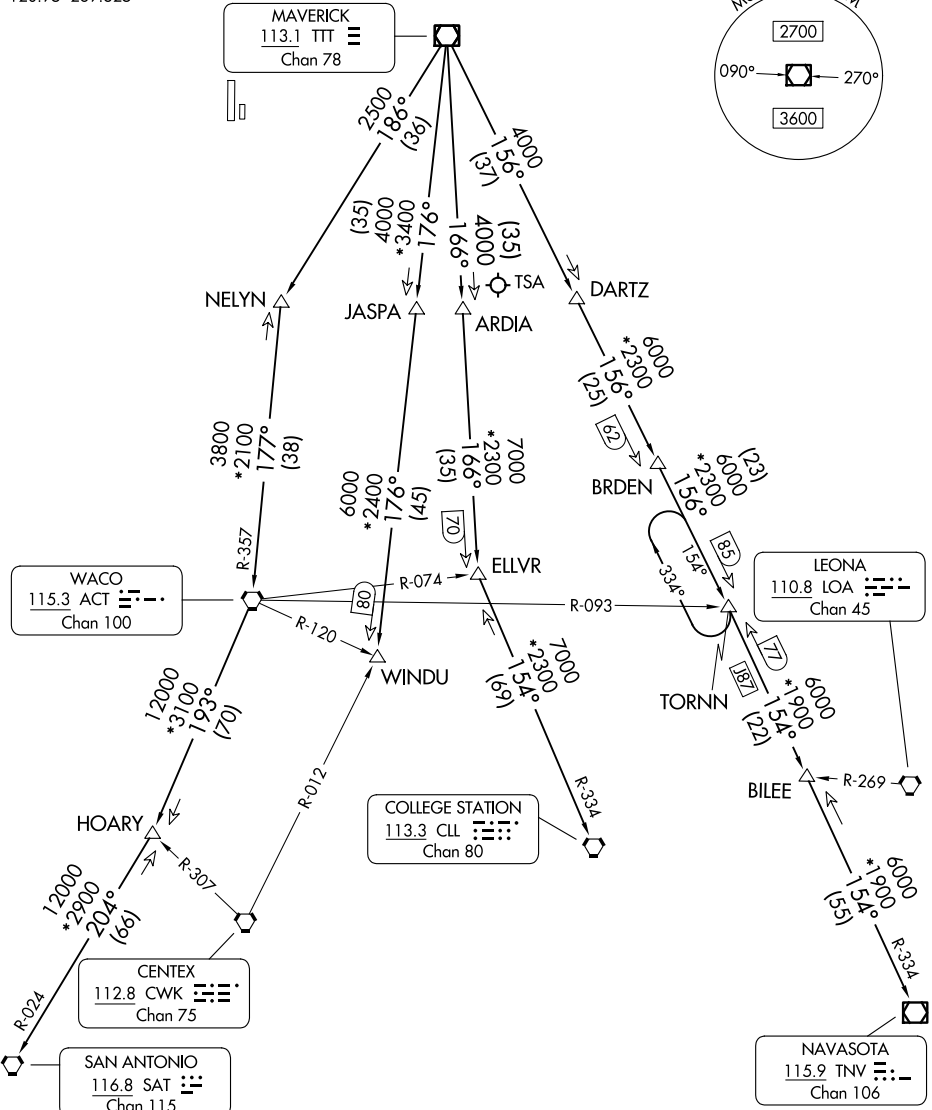 MAVERICK
113.1 TTT
Chan 78
2700
090°
270°
3600
2500
186°
(36)
(35)
4000
*3400
176°
(35)
4000
166°
4000
156°
(37)
TSA
NELYN
JASPA
ARDIA
DARTZ
6000
*2300
156°
(25)
62
BRDEN
(23)
6000
*2300
156°
3800
*2100
177°
(38)
6000
*2400
176°
(45)
7000
*2300
166°
(35)
70
154°
334°
85
R-357
WACO
115.3 ACT
Chan 100
R-074
ELLVR
R-093
R-120
80
WINDU
LEONA
110.8 LOA
Chan 45
TORNN
77
J87
7000
*2300
154°
(69)
6000
*1900
154°
(22)
12000
*3100
193°
(70)
R-012
R-334
BILEE
R-269
HOARY
R-307
COLLEGE STATION
113.3 CLL
Chan 80
12000
*2900
204°
(66)
6000
*1900
154°
(55)
R-334
CENTEX
112.8 CWK
Chan 75
R-024
SAN ANTONIO
116.8 SAT
Chan 115
NAVASOTA
115.9 TNV
Chan 106